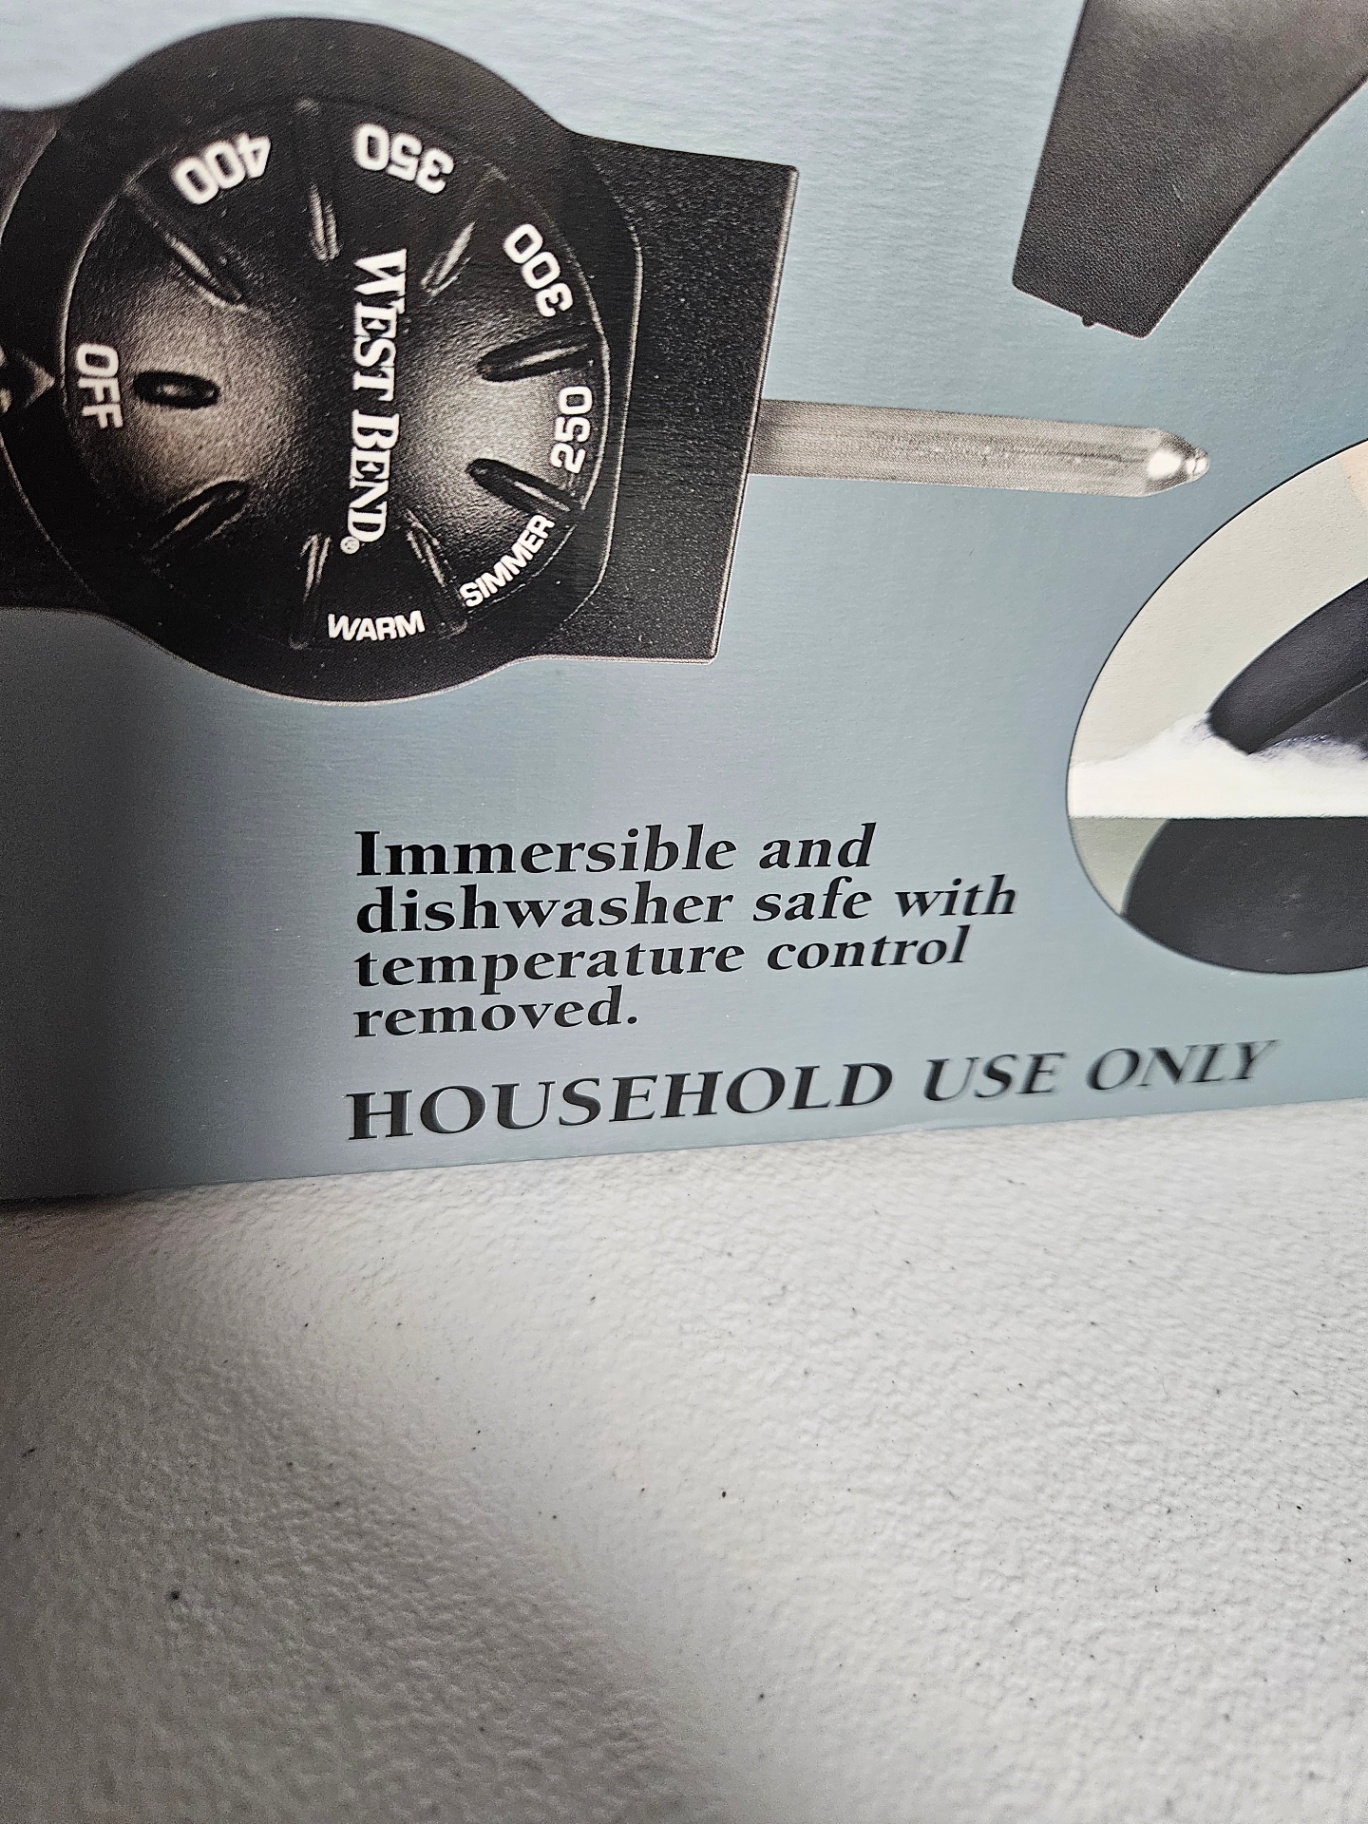 400
350
300
250
SIMMER
WARM
OFF
WEST BEND®
Immersible and
dishwasher safe with
temperature control
removed.
HOUSEHOLD USE ONLY